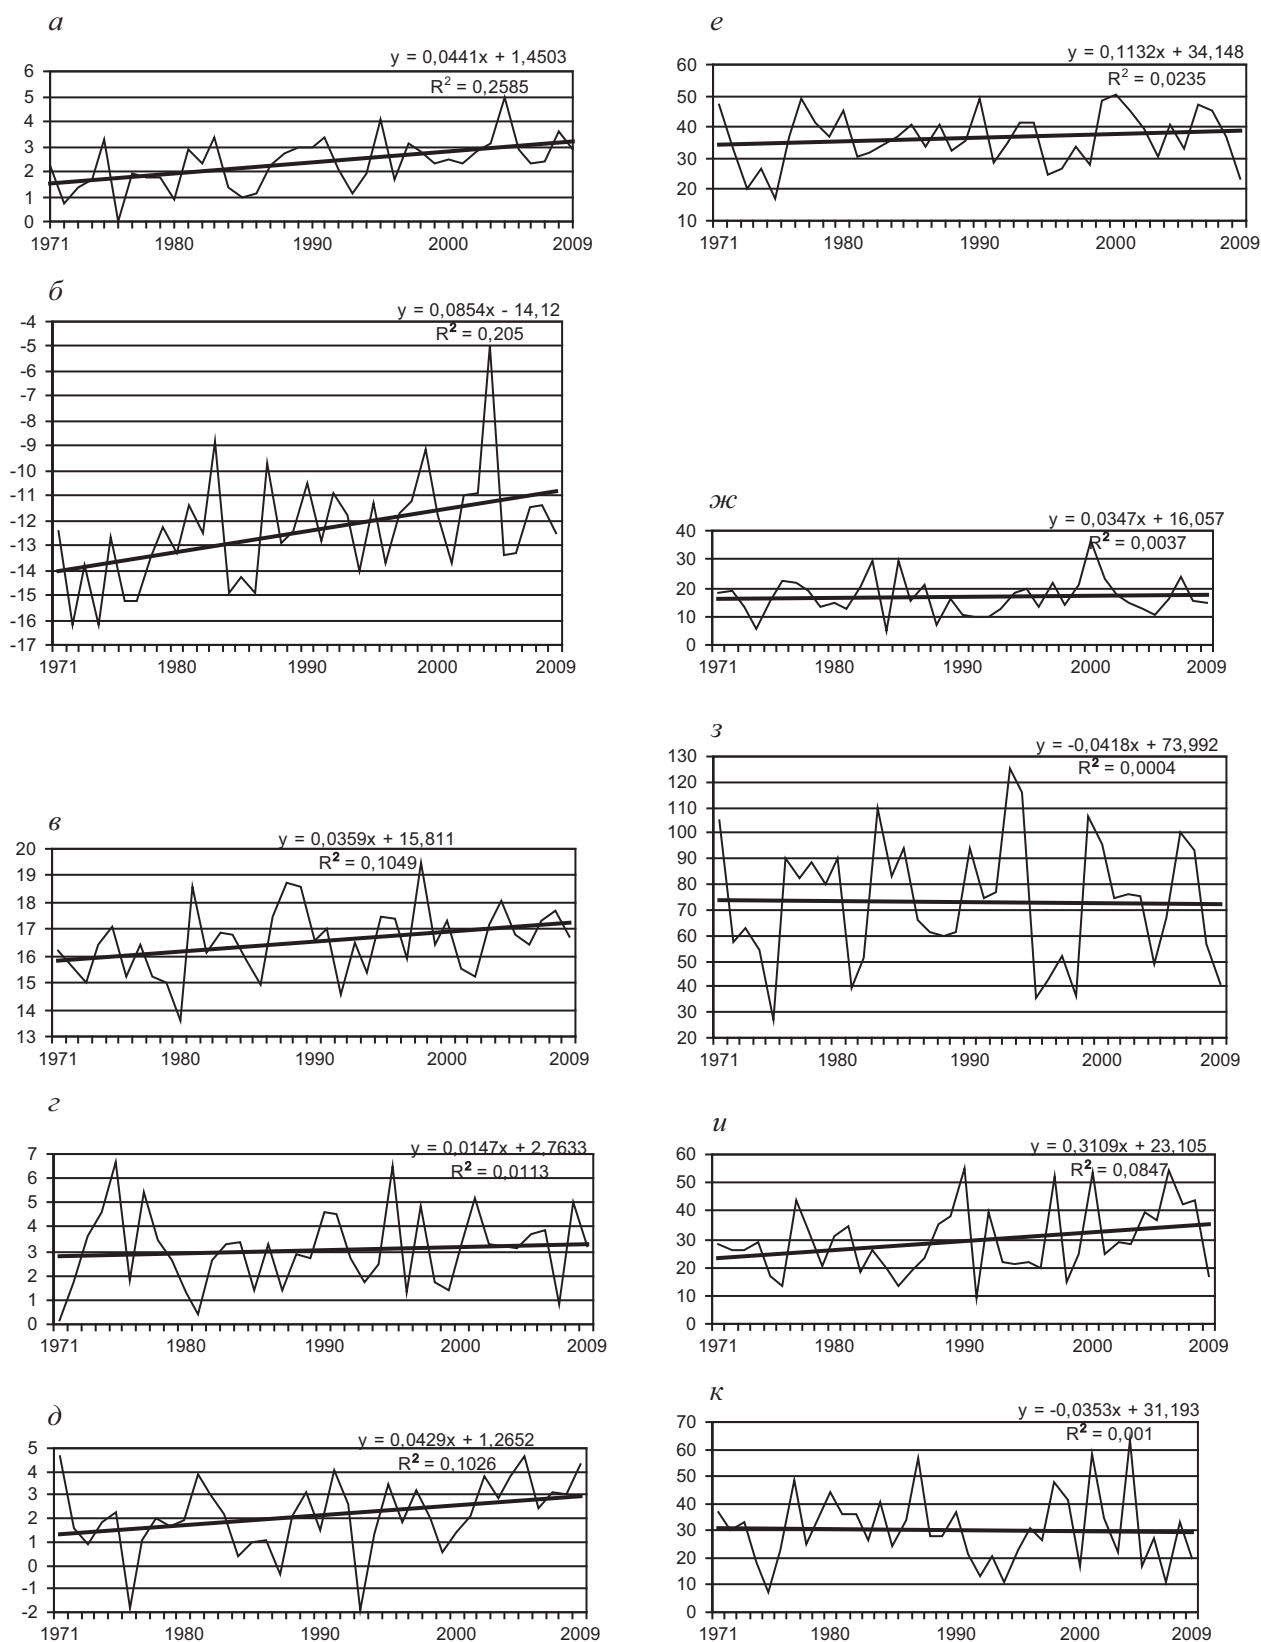 а
y = 0,0441x + 1,4503
R² = 0,2585
6
5
4
3
2
1
0
1971 1980 1990 2000 2009
б
y = 0,0854x - 14,12
R² = 0,205
-4
-5
-6
-7
-8
-9
-10
-11
-12
-13
-14
-15
-16
-17
1971 1980 1990 2000 2009
в
y = 0,0359x + 15,811
R² = 0,1049
20
19
18
17
16
15
14
13
1971 1980 1990 2000 2009
г
y = 0,0147x + 2,7633
R² = 0,0113
7
6
5
4
3
2
1
0
1971 1980 1990 2000 2009
д
y = 0,0429x + 1,2652
R² = 0,1026
5
4
3
2
1
0
-1
-2
1971 1980 1990 2000 2009
е
y = 0,1132x + 34,148
R² = 0,0235
60
50
40
30
20
10
1971 1980 1990 2000 2009
ж
y = 0,0347x + 16,057
R² = 0,0037
40
30
20
10
0
1971 1980 1990 2000 2009
з
y = -0,0418x + 73,992
R² = 0,0004
130
120
110
100
90
80
70
60
50
40
30
20
1971 1980 1990 2000 2009
и
y = 0,3109x + 23,105
R² = 0,0847
60
50
40
30
20
10
0
1971 1980 1990 2000 2009
к
y = -0,0353x + 31,193
R² = 0,001
70
60
50
40
30
20
10
0
1971 1980 1990 2000 2009